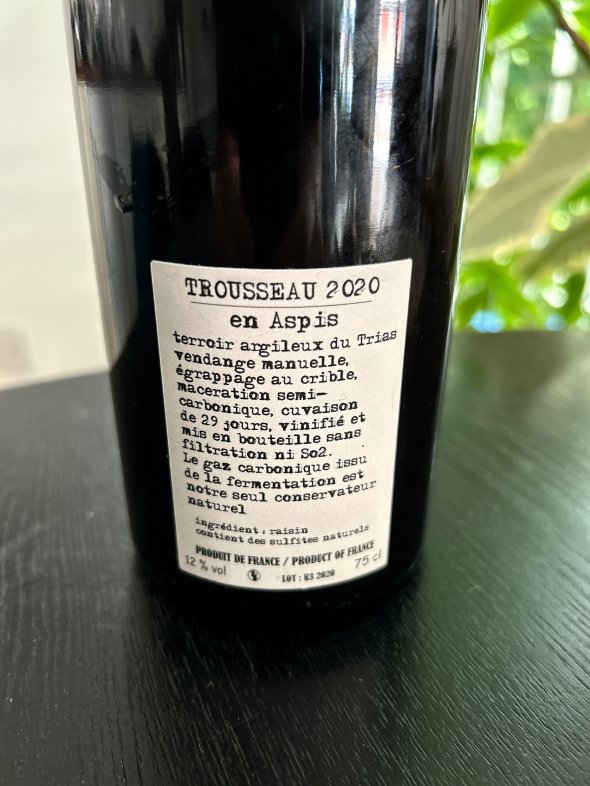 TROUSSEAU 2020
en Aspis
terroir argileux du Trias
vendange manuelle,
égrappage au crible,
maceration semi-
carbonique, cuvaison
de 29 jours, vinifié et
mis en bouteille sans
filtration ni So2.
Le gaz carbonique issu
de la fermentation est
notre seul conservateur
naturel
ingrédient : raisin
contient des sulfites naturels
PRODUIT DE FRANCE / PRODUCT OF FRANCE
12 % vol LOT : B3 2020 75 cl